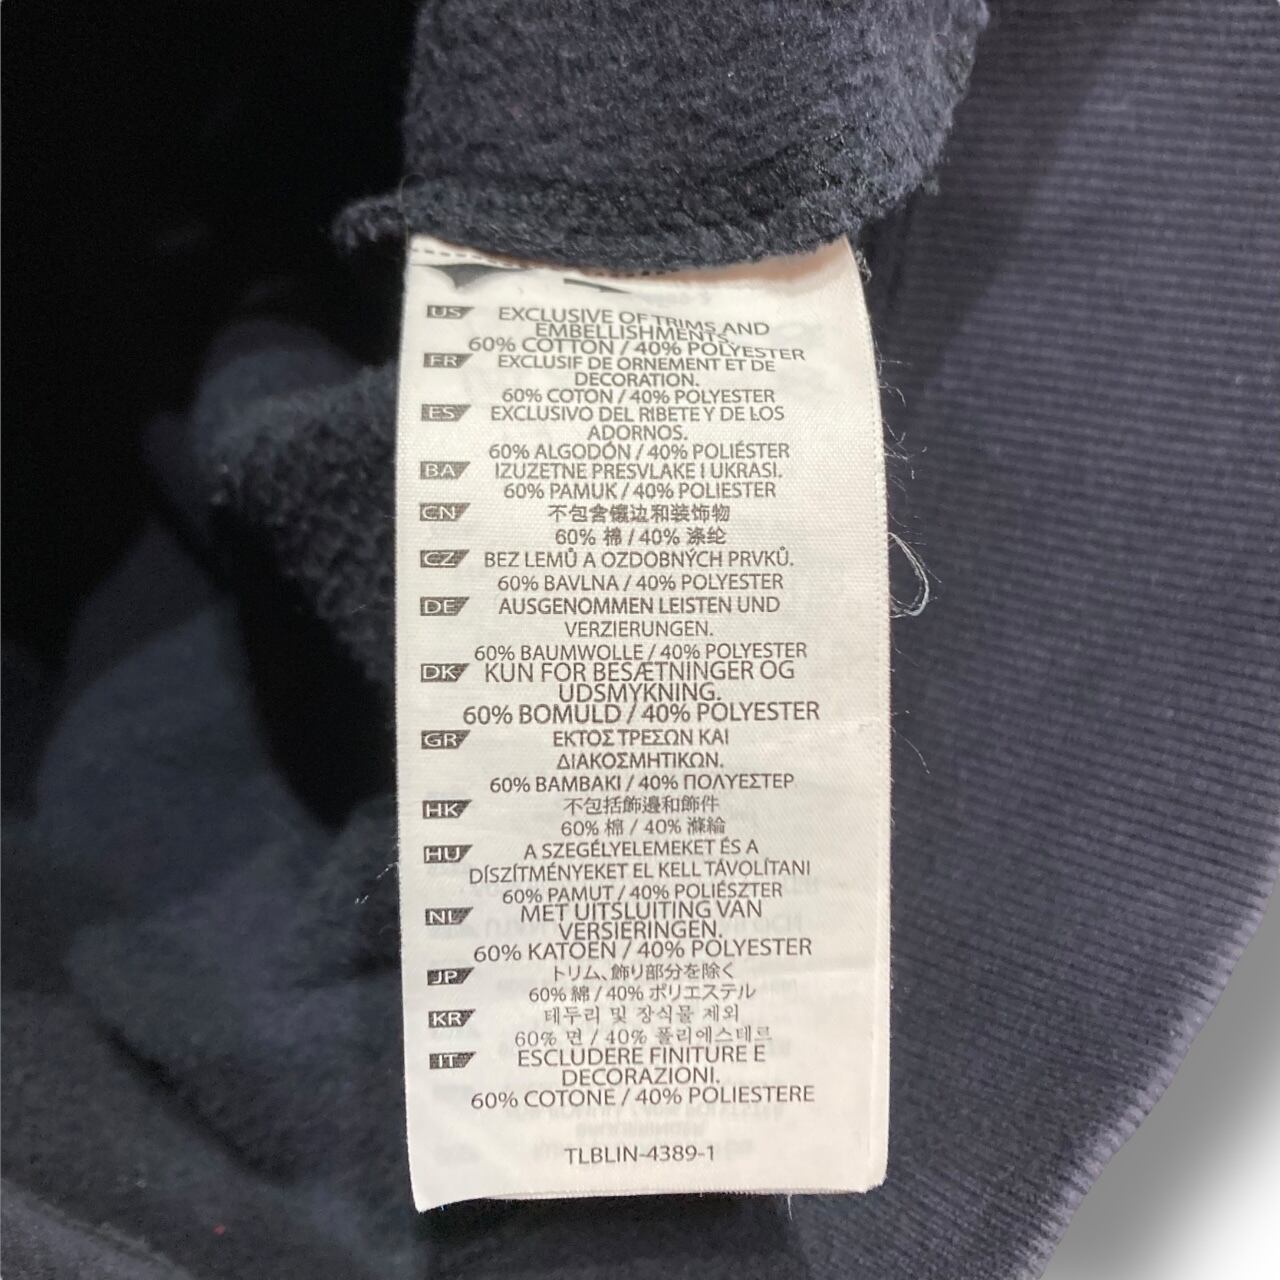 US EXCLUSIVE OF TRIMS AND
EMBELLISHMENTS.
60% COTTON / 40% POLYESTER
FR EXCLUSIF DE ORNEMENT ET DE
DECORATION.
60% COTON / 40% POLYESTER
ES EXCLUSIVO DEL RIBETE Y DE LOS
ADORNOS.
60% ALGODÓN / 40% POLIÉSTER
BA IZUZETNE PRESVLAKE I UKRASI.
60% PAMUK / 40% POLIESTER
CN 不包含镶边和装饰物
60% 棉 / 40% 涤纶
CZ BEZ LEMŮ A OZDOBNÝCH PRVKŮ.
60% BAVLNA / 40% POLYESTER
DE AUSGENOMMEN LEISTEN UND
VERZIERUNGEN.
60% BAUMWOLLE / 40% POLYESTER
DK KUN FOR BESÆTNINGER OG
UDSMYKNING.
60% BOMULD / 40% POLYESTER
GR ΕΚΤΟΣ ΤΡΕΣΩΝ ΚΑΙ
ΔΙΑΚΟΣΜΗΤΙΚΩΝ.
60% ΒΑΜΒΑΚΙ / 40% ΠΟΛΥΕΣΤΕΡ
HK 不包括飾邊和飾件
60% 棉 / 40% 滌綸
HU A SZEGÉLYELEMEKET ÉS A
DÍSZÍTMÉNYEKET EL KELL TÁVOLÍTANI
60% PAMUT / 40% POLIÉSZTER
NL MET UITSLUITING VAN
VERSIERINGEN.
60% KATOEN / 40% POLYESTER
JP トリム、飾り部分を除く
60% 綿 / 40% ポリエステル
KR 테두리 및 장식물 제외
60% 면 / 40% 폴리에스테르
IT ESCLUDERE FINITURE E
DECORAZIONI.
60% COTONE / 40% POLIESTERE
TLBLIN-4389-1